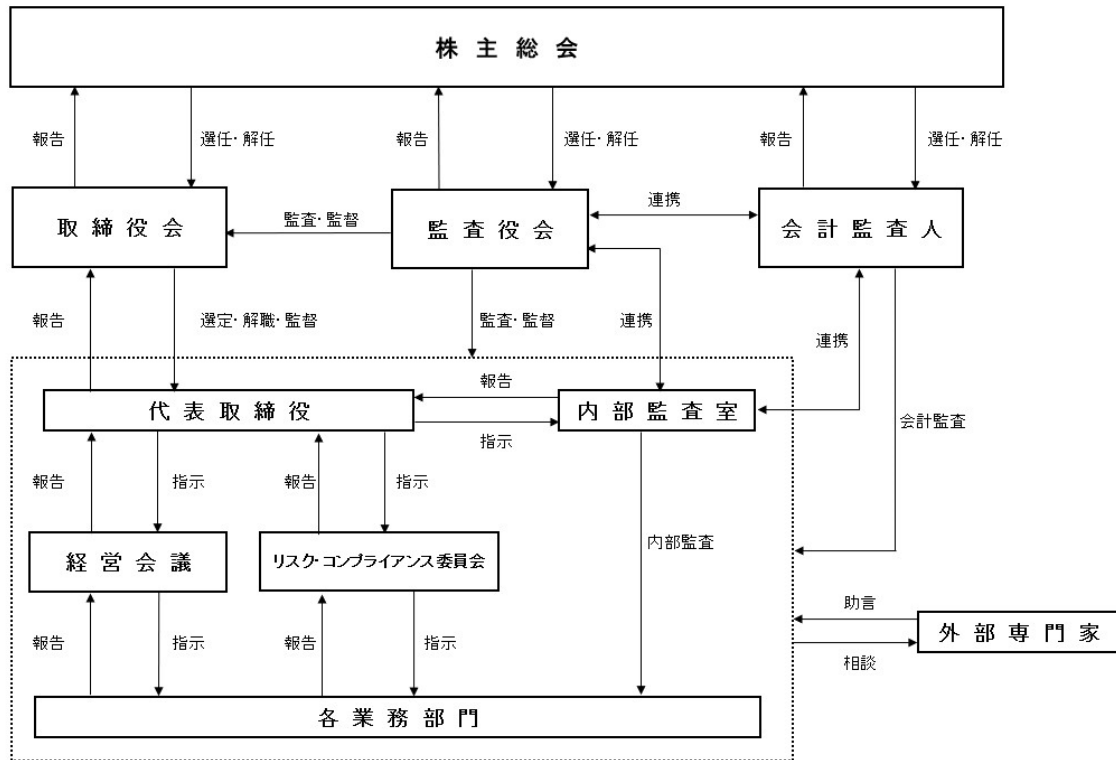 株主総会
報告
選任・解任
報告
選任・解任
報告
選任・解任
取締役会
監査・監督
監査役会
連携
会計監査人
報告
選定・解職・監督
監査・監督
連携
連携
代表取締役
報告
指示
内部監査室
会計監査
報告
指示
報告
指示
内部監査
経営会議
リスク・コンプライアンス委員会
報告
指示
報告
指示
助言
相談
外部専門家
各業務部門